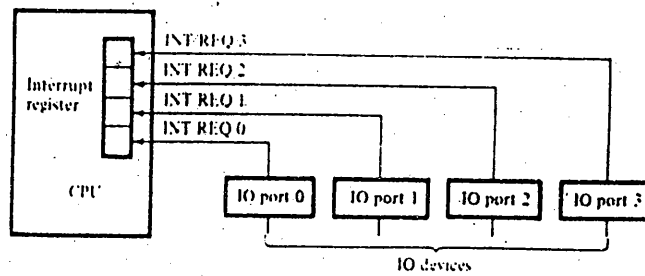 INT REQ 3
INT REQ 2
INT REQ 1
INT REQ 0
Interrupt
register
CPU
IO port 0
IO port 1
IO port 2
IO port 3
IO devices